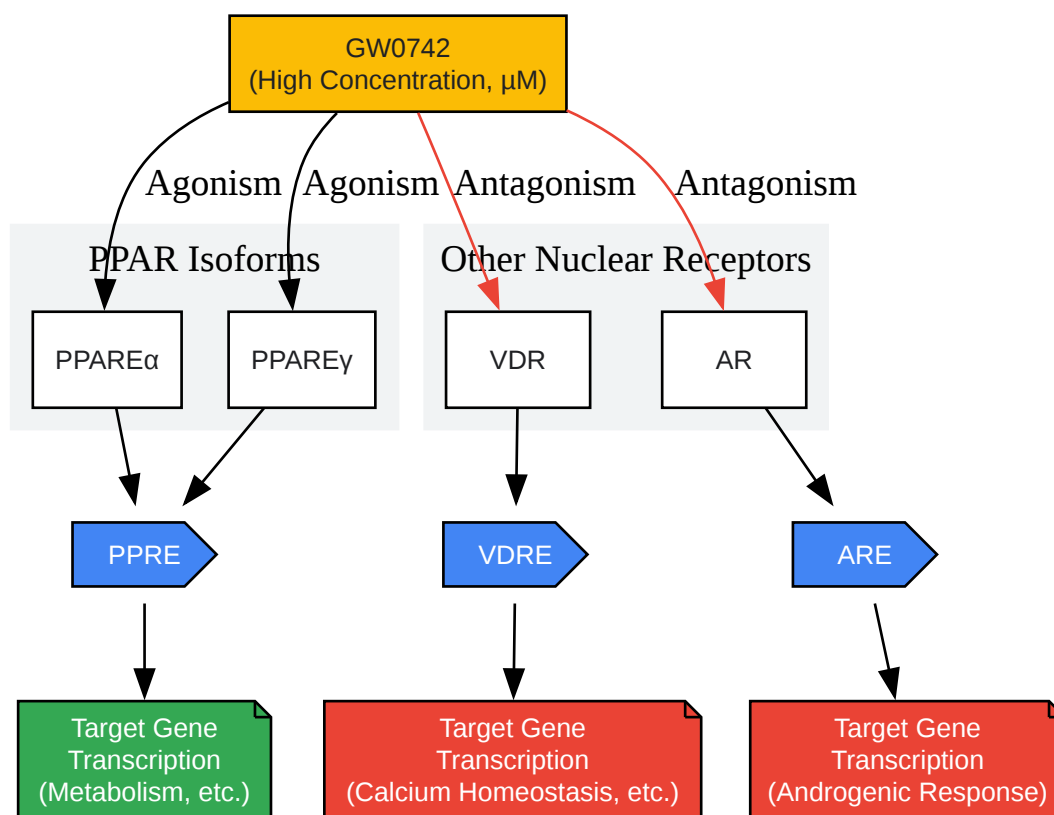 GW0742
(High Concentration, µM)
Agonism Agonism Antagonism Antagonism
PPAR Isoforms Other Nuclear Receptors
PPAREα PPAREγ VDR AR
PPRE VDRE ARE
Target Gene
Transcription
(Metabolism, etc.)
Target Gene
Transcription
(Calcium Homeostasis, etc.)
Target Gene
Transcription
(Androgenic Response)